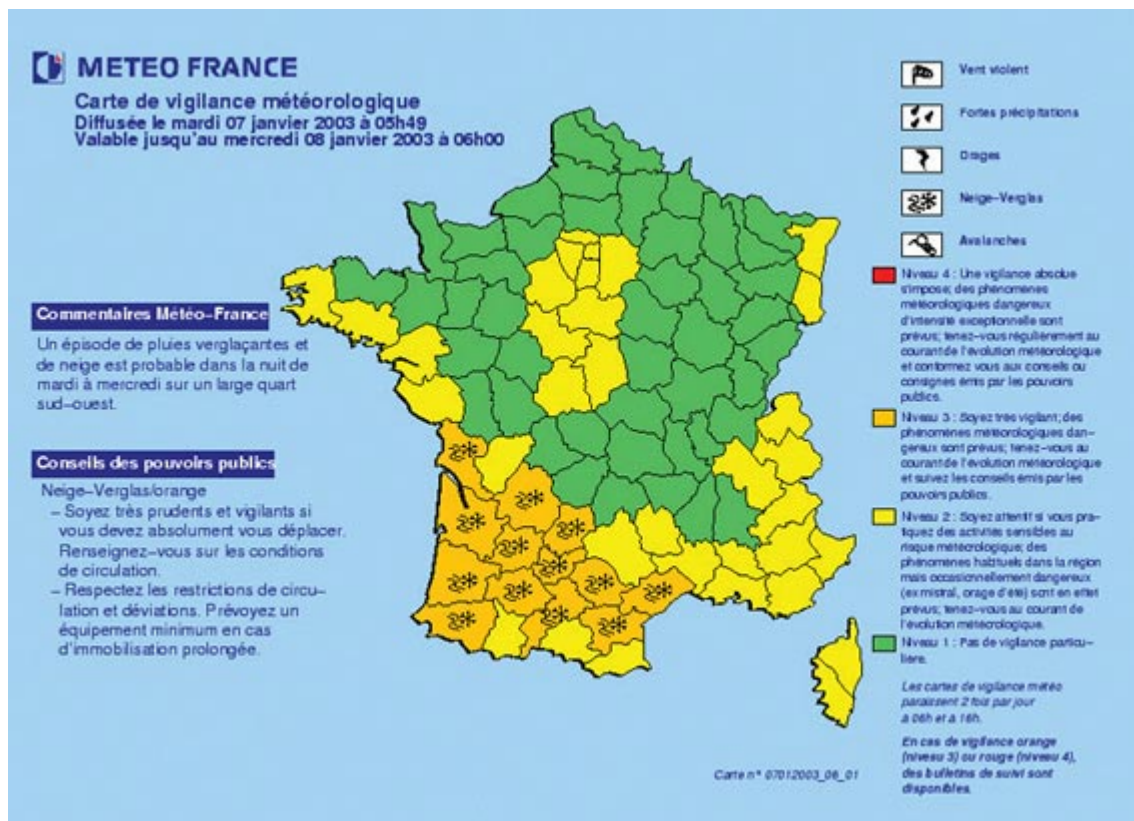 METEO FRANCE
Carte de vigilance météorologique
Diffusée le mardi 07 janvier 2003 à 05h49
Valable jusqu'au mercredi 08 janvier 2003 à 06h00
Commentaires Météo-France
Un épisode de pluies verglaçantes et
de neige est probable dans la nuit de
mardi à mercredi sur un large quart
sud-ouest.
Conseils des pouvoirs publics
Neige-Verglas/orange
- Soyez très prudents et vigilants si
vous devez absolument vous déplacer.
Renseignez-vous sur les conditions
de circulation.
- Respectez les restrictions de circu-
lation et déviations. Prévoyez un
équipement minimum en cas
d'immobilisation prolongée.
Vent violent
Fortes précipitations
Orages
Neige-Verglas
Avalanches
Niveau 4 : Une vigilance absolue
s'impose; des phénomènes
météorologiques dangereux
d'intensité exceptionnelle sont
prévus; tenez-vous régulièrement au
courant de l'évolution météorologique
et conformez vous aux conseils ou
consignes émis par les pouvoirs
publics.
Niveau 3 : Soyez très vigilant; des
phénomènes météorologiques dan-
gereux sont prévus; tenez-vous au
courant de l'évolution météorologique
et suivez les conseils émis par les
pouvoirs publics.
Niveau 2 : Soyez attentif si vous pra-
tiquez des activités sensibles au
risque météorologique; des
phénomènes habituels dans la région
mais occasionnellement dangereux
(ex mistral, orage d'été) sont en effet
prévus; tenez-vous au courant de
l'évolution météorologique.
Niveau 1 : Pas de vigilance particu-
lière.
Les cartes de vigilance météo
paraissent 2 fois par jour
à 06h et à 16h.
En cas de vigilance orange
(niveau 3) ou rouge (niveau 4),
des bulletins de suivi sont
disponibles.
Carte n° 07012003_06_01